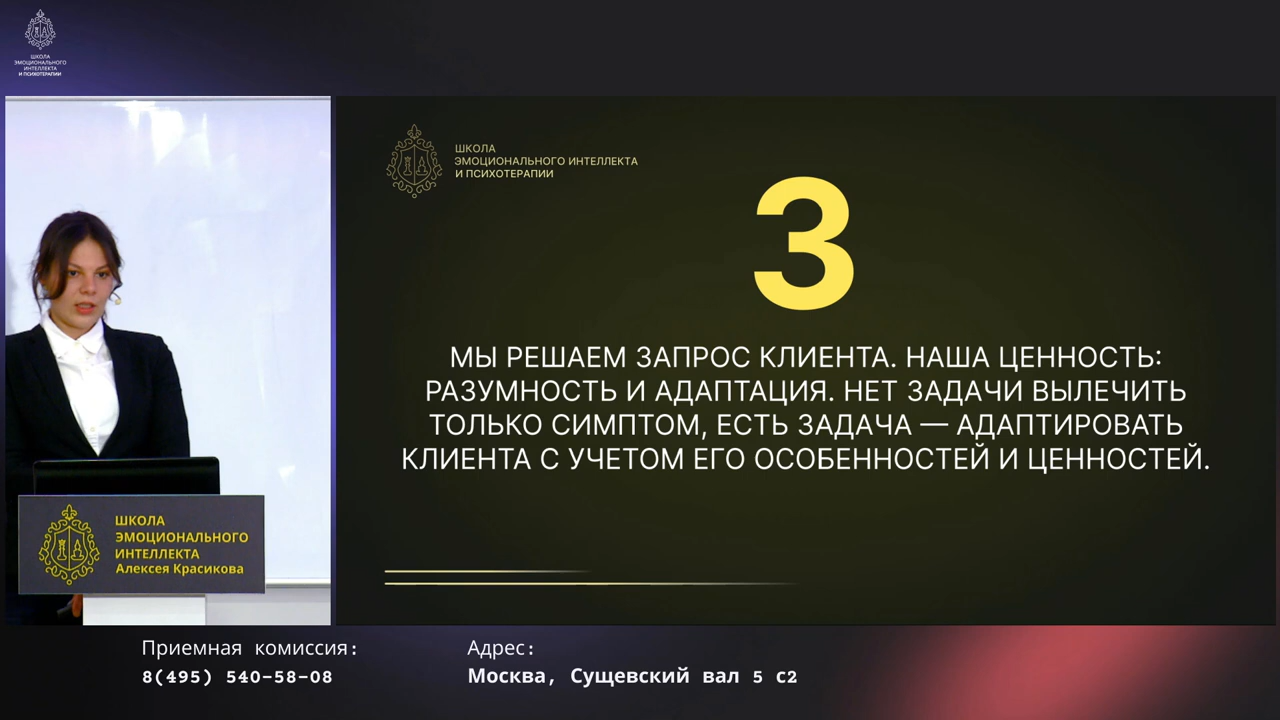 ШКОЛА
ЭМОЦИОНАЛЬНОГО
ИНТЕЛЛЕКТА
И ПСИХОТЕРАПИИ
ШКОЛА
ЭМОЦИОНАЛЬНОГО ИНТЕЛЛЕКТА
И ПСИХОТЕРАПИИ
3
МЫ РЕШАЕМ ЗАПРОС КЛИЕНТА. НАША ЦЕННОСТЬ:
РАЗУМНОСТЬ И АДАПТАЦИЯ. НЕТ ЗАДАЧИ ВЫЛЕЧИТЬ
ТОЛЬКО СИМПТОМ, ЕСТЬ ЗАДАЧА — АДАПТИРОВАТЬ
КЛИЕНТА С УЧЕТОМ ЕГО ОСОБЕННОСТЕЙ И ЦЕННОСТЕЙ.
ШКОЛА
ЭМОЦИОНАЛЬНОГО
ИНТЕЛЛЕКТА
Алексея Красикова
Приемная комиссия:
8(495) 540-58-08
Адрес:
Москва, Сущевский вал 5 с2